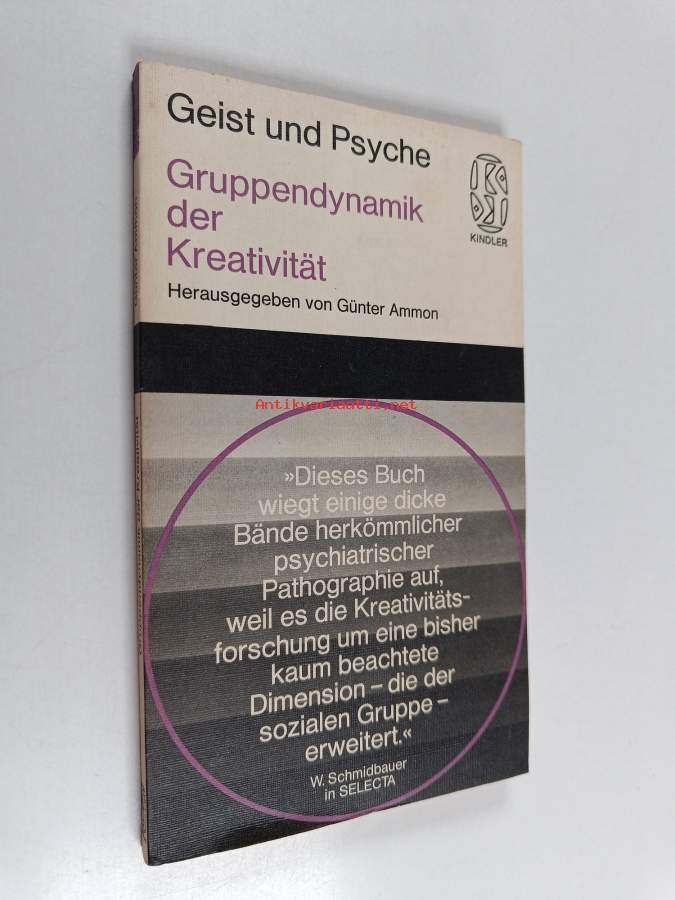 Geist und Psyche
Gruppendynamik
der
Kreativität
Herausgegeben von Günter Ammon
KINDLER
Antikvariaatti.net
»Dieses Buch
wiegt einige dicke
Bände herkömmlicher
psychiatrischer
Pathographie auf,
weil es die Kreativitäts-
forschung um eine bisher
kaum beachtete
Dimension – die der
sozialen Gruppe –
erweitert.«
W. Schmidbauer
in SELECTA